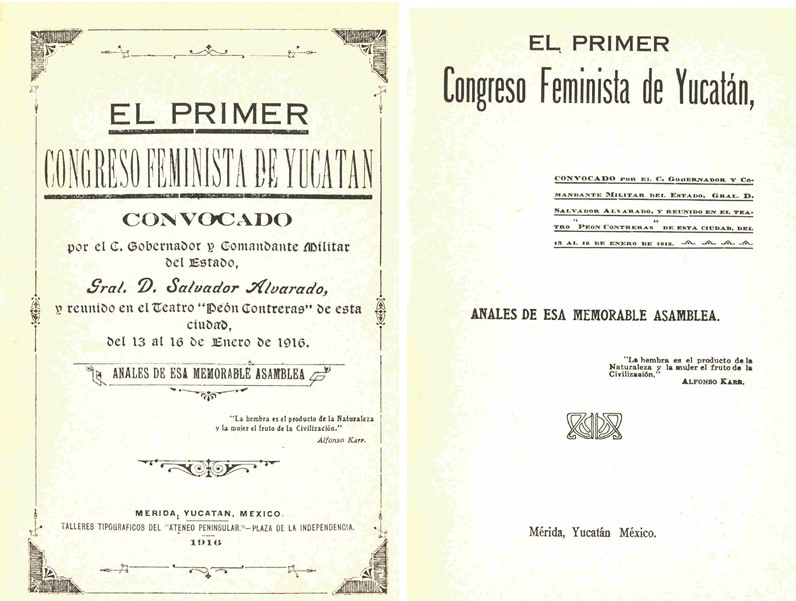 EL PRIMER
CONGRESO FEMINISTA DE YUCATAN
CONVOCADO
por el C. Gobernador y Comandante Militar
del Estado,
Gral. D. Salvador Alvarado,
y reunido en el Teatro "Peón Contreras" de esta
ciudad,
del 13 al 16 de Enero de 1916.
ANALES DE ESA MEMORABLE ASAMBLEA
"La hembra es el producto de la Naturaleza
y la mujer el fruto de la Civilización."
Alfonso Karr.
MERIDA, YUCATAN, MEXICO.
TALLERES TIPOGRAFICOS DEL "ATENEO PENINSULAR."—PLAZA DE LA INDEPENDENCIA.
1916
EL PRIMER
Congreso Feminista de Yucatán,
CONVOCADO POR EL C. GOBERNADOR Y CO-
MANDANTE MILITAR DEL ESTADO, GRAL. D.
SALVADOR ALVARADO, Y REUNIDO EN EL TEA-
TRO "PEON CONTRERAS" DE ESTA CIUDAD, DEL
13 AL 16 DE ENERO DE 1916.
ANALES DE ESA MEMORABLE ASAMBLEA.
"La hembra es el producto de la
Naturaleza y la mujer el fruto de la
Civilización,"
ALFONSO KARR.
Mérida, Yucatán México.